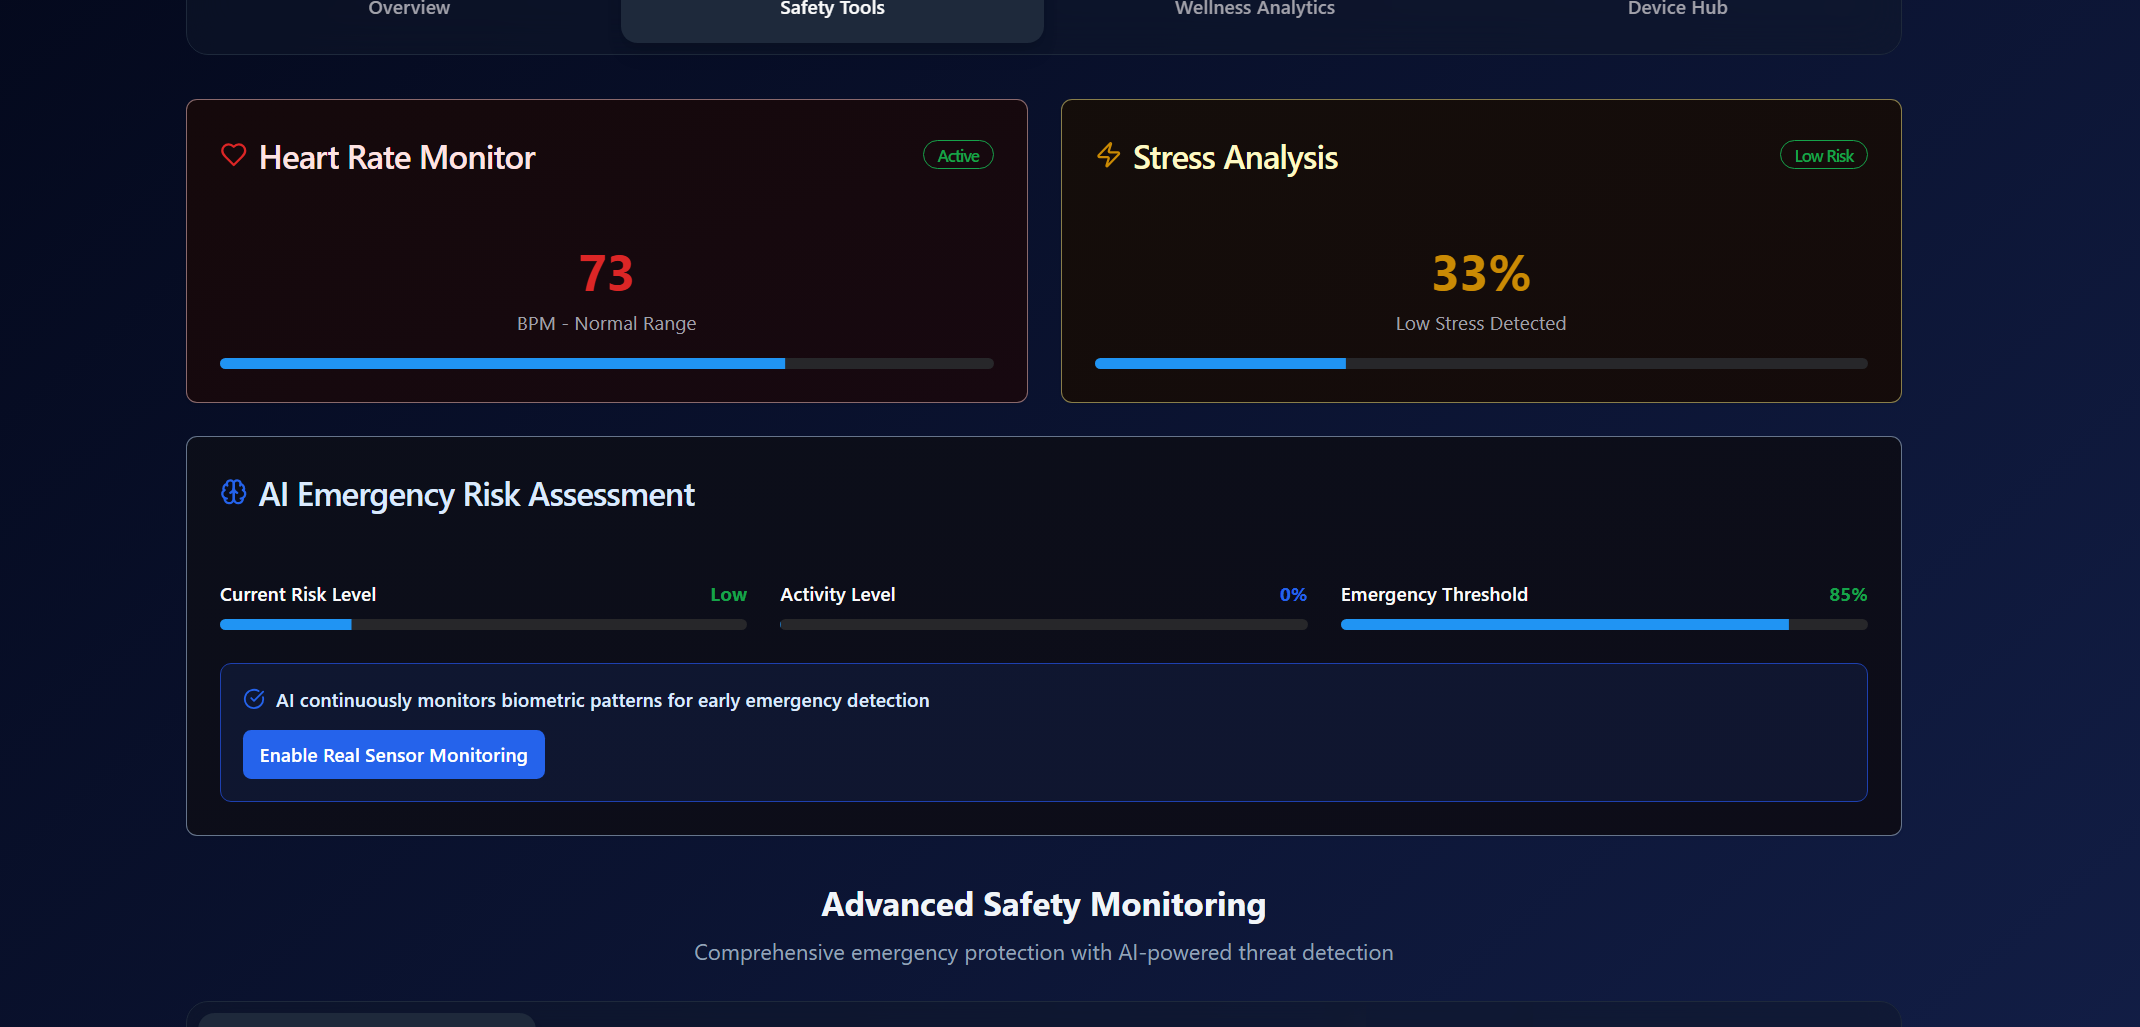 Overview
Safety Tools
Wellness Analytics
Device Hub
Heart Rate Monitor
Active
73
BPM - Normal Range
Stress Analysis
Low Risk
33%
Low Stress Detected
AI Emergency Risk Assessment
Current Risk Level
Low
Activity Level
0%
Emergency Threshold
85%
AI continuously monitors biometric patterns for early emergency detection
Enable Real Sensor Monitoring
Advanced Safety Monitoring
Comprehensive emergency protection with AI-powered threat detection